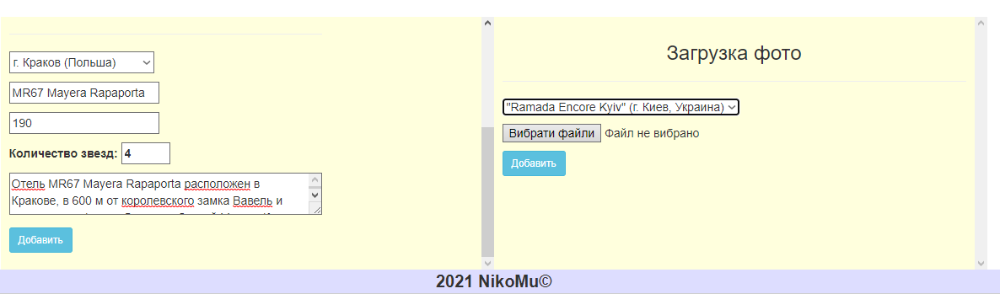 г. Краков (Польша)
MR67 Mayera Rapaporta
190
Количество звезд: 4
Отель MR67 Mayera Rapaporta расположен в
Кракове, в 600 м от королевского замка Вавель и
Добавить
Загрузка фото
"Ramada Encore Kyiv" (г. Киев, Украина)
Вибрати файли Файл не вибрано
Добавить
2021 NikoMu©